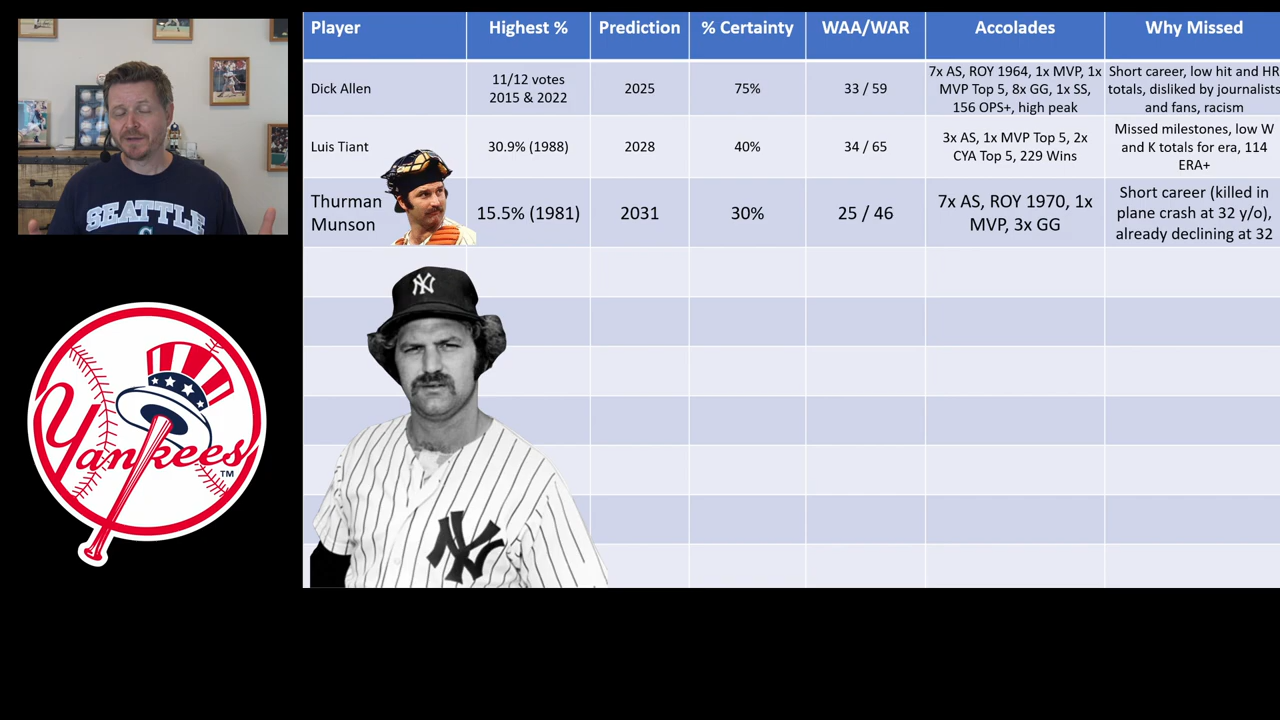 Player Highest % Prediction % Certainty WAA/WAR Accolades Why Missed
Dick Allen
11/12 votes
2015 & 2022
2025
75%
33 / 59
7x AS, ROY 1964, 1x MVP, 1x
MVP Top 5, 8x GG, 1x SS,
156 OPS+, high peak
Short career, low hit and HR
totals, disliked by journalists
and fans, racism
Luis Tiant
30.9% (1988)
2028
40%
34 / 65
3x AS, 1x MVP Top 5, 2x
CYA Top 5, 229 Wins
Missed milestones, low W
and K totals for era, 114
ERA+
Thurman
Munson
15.5% (1981)
2031
30%
25 / 46
7x AS, ROY 1970, 1x
MVP, 3x GG
Short career (killed in
plane crash at 32 y/o),
already declining at 32
SEATTLE
Yankees
TM
NY
NY